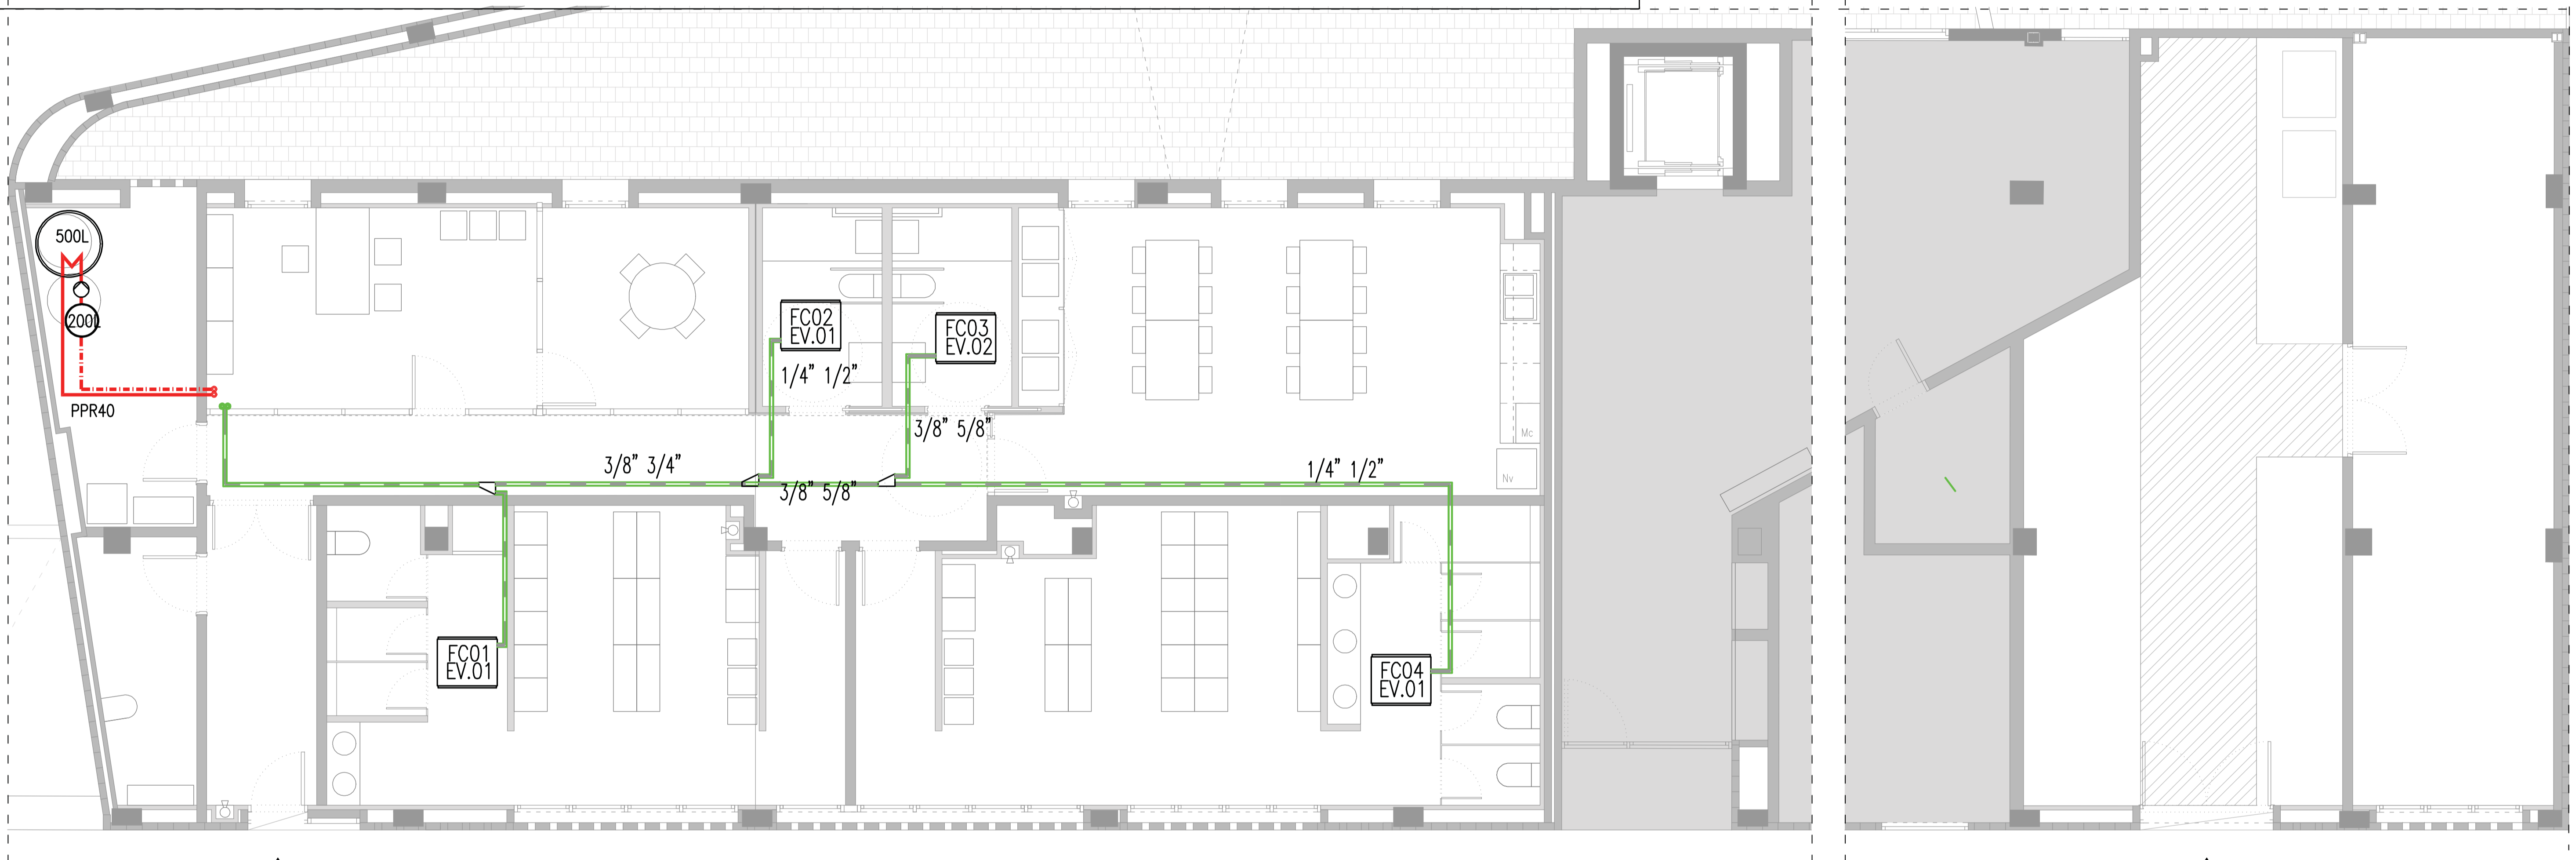 500L
200L
PPR40
FC02
EV.01
FC03
EV.02
1/4" 1/2"
3/8" 5/8"
Mc
3/8" 3/4"
3/8" 5/8"
1/4" 1/2"
Nv
FC01
EV.01
FC04
EV.01